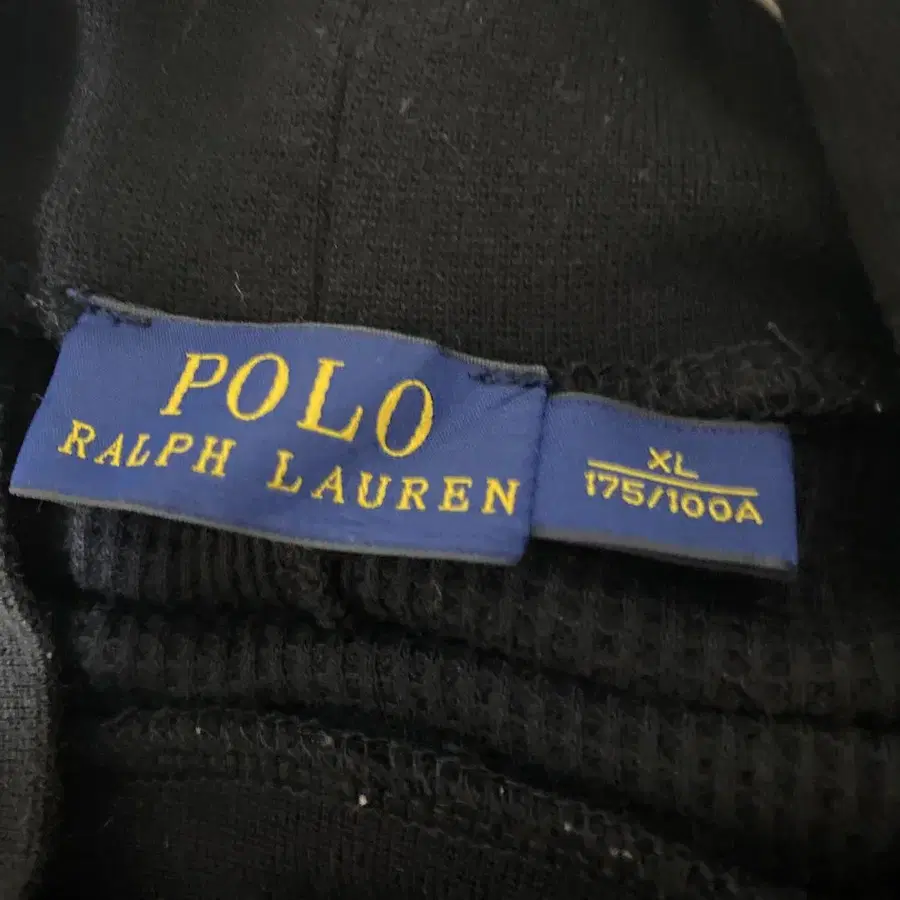 POLO
RALPH LAUREN
XL
175/100A